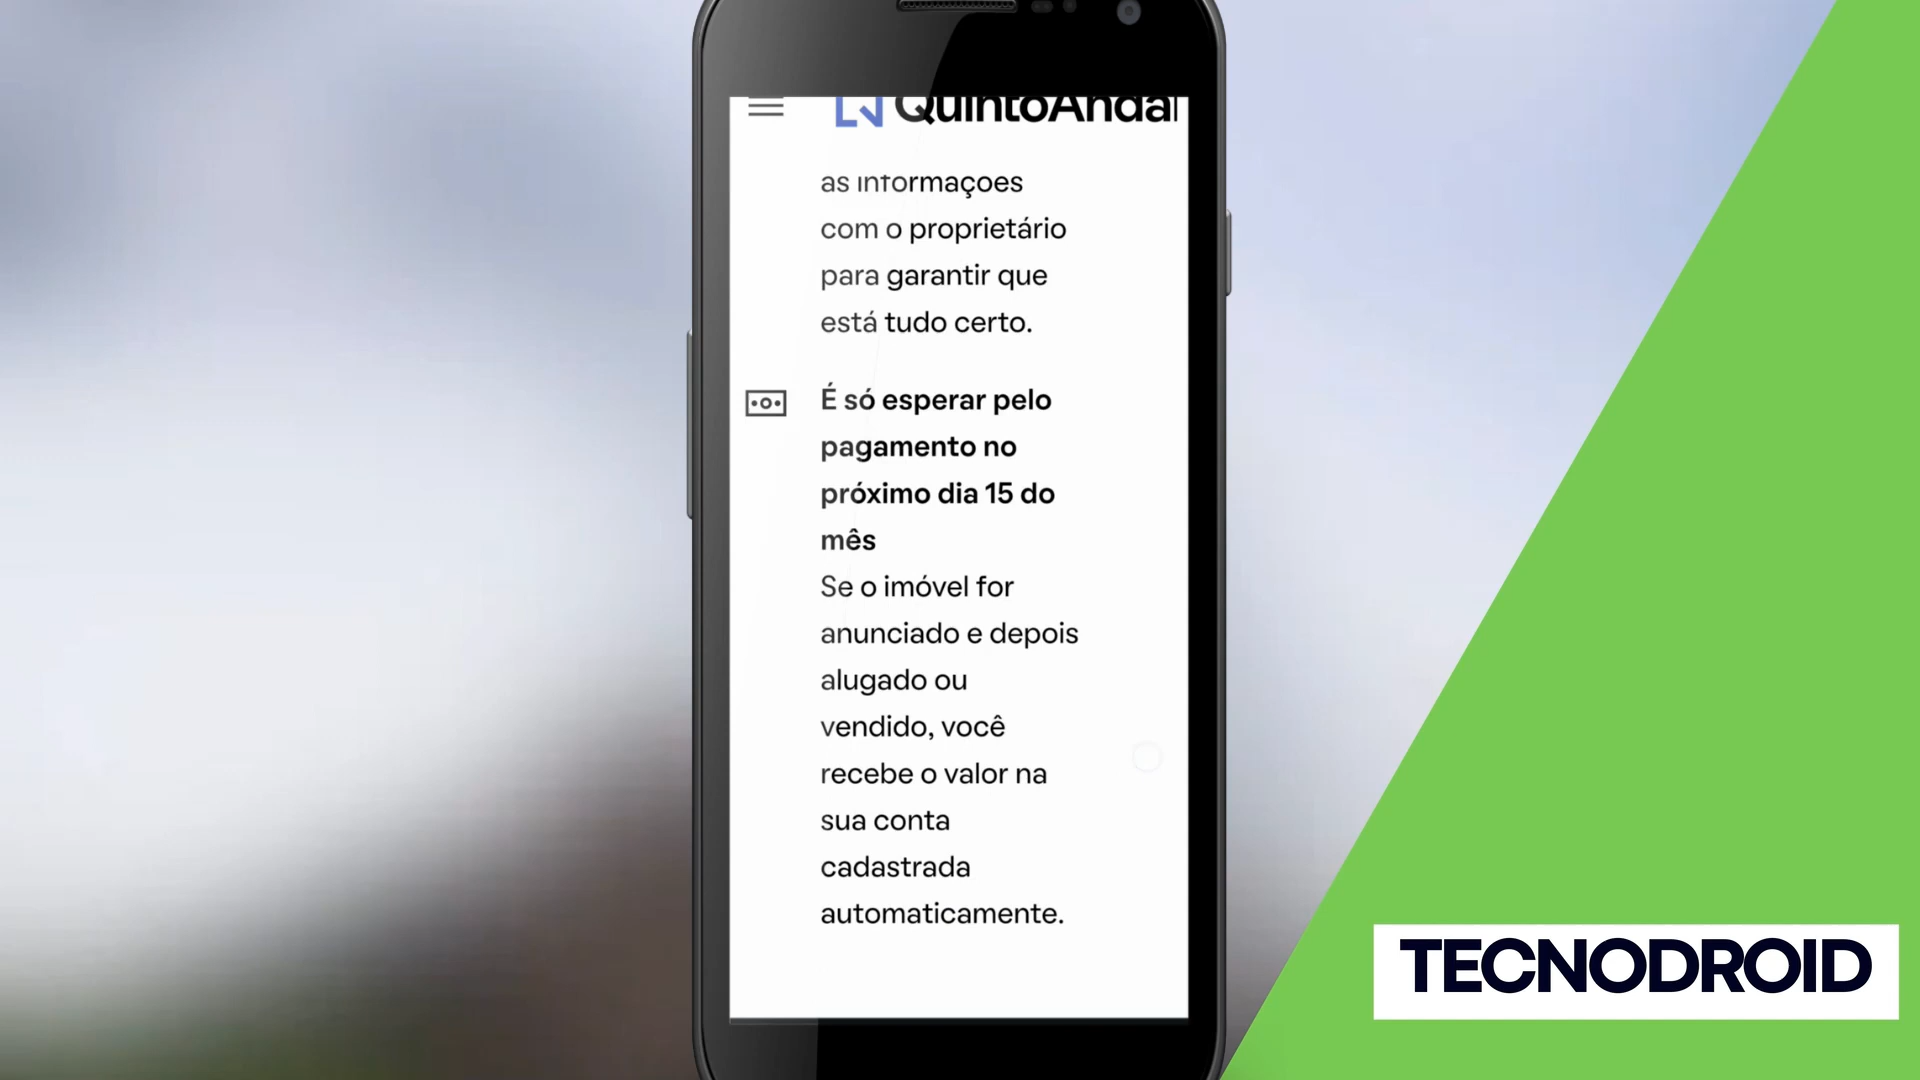 QuintoAndar
as informações
com o proprietário
para garantir que
está tudo certo.
É só esperar pelo
pagamento no
próximo dia 15 do
mês
Se o imóvel for
anunciado e depois
alugado ou
vendido, você
recebe o valor na
sua conta
cadastrada
automaticamente.
TECNODROID